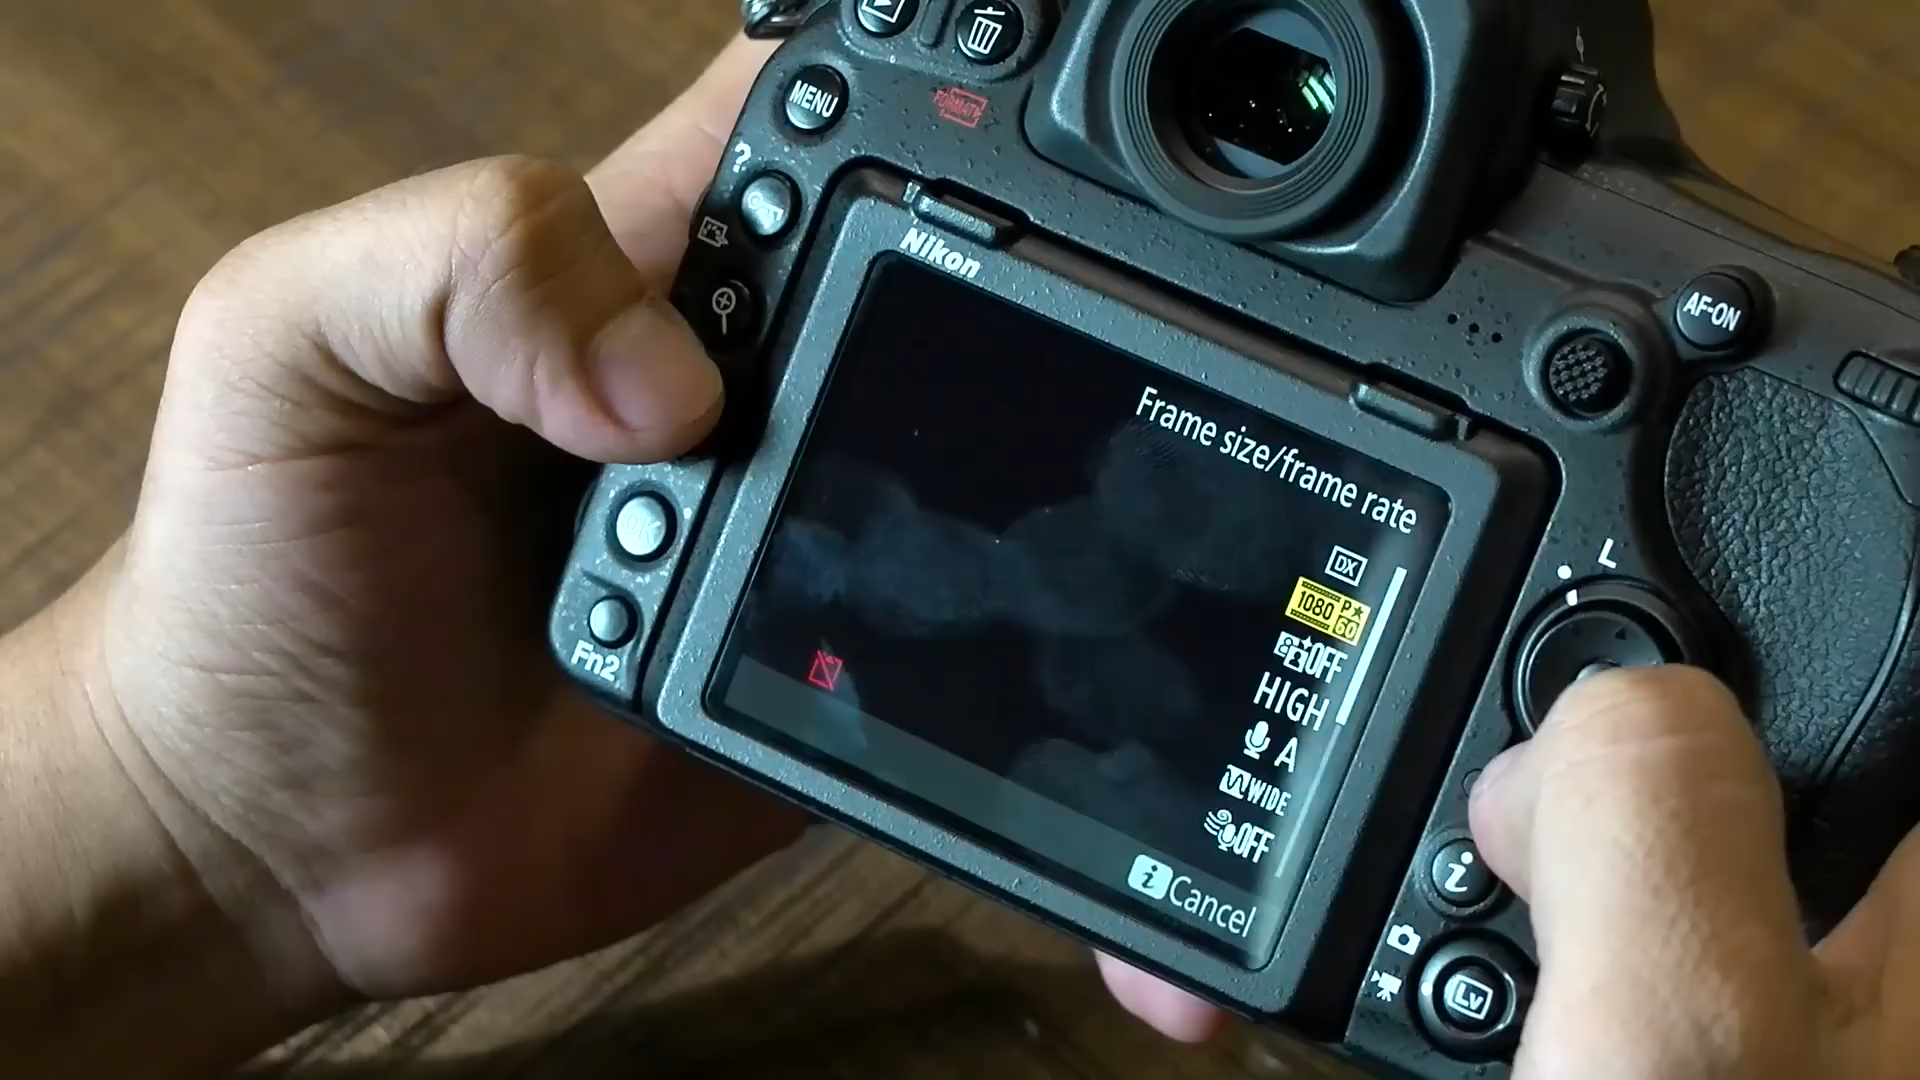 MENU
FORMAT
?
Nikon
AF-ON
Frame size/frame rate
DX
1080 P★
60
OFF
HIGH
A
WIDE
OFF
i Cancel
OK
Fn2
L
i
Lv